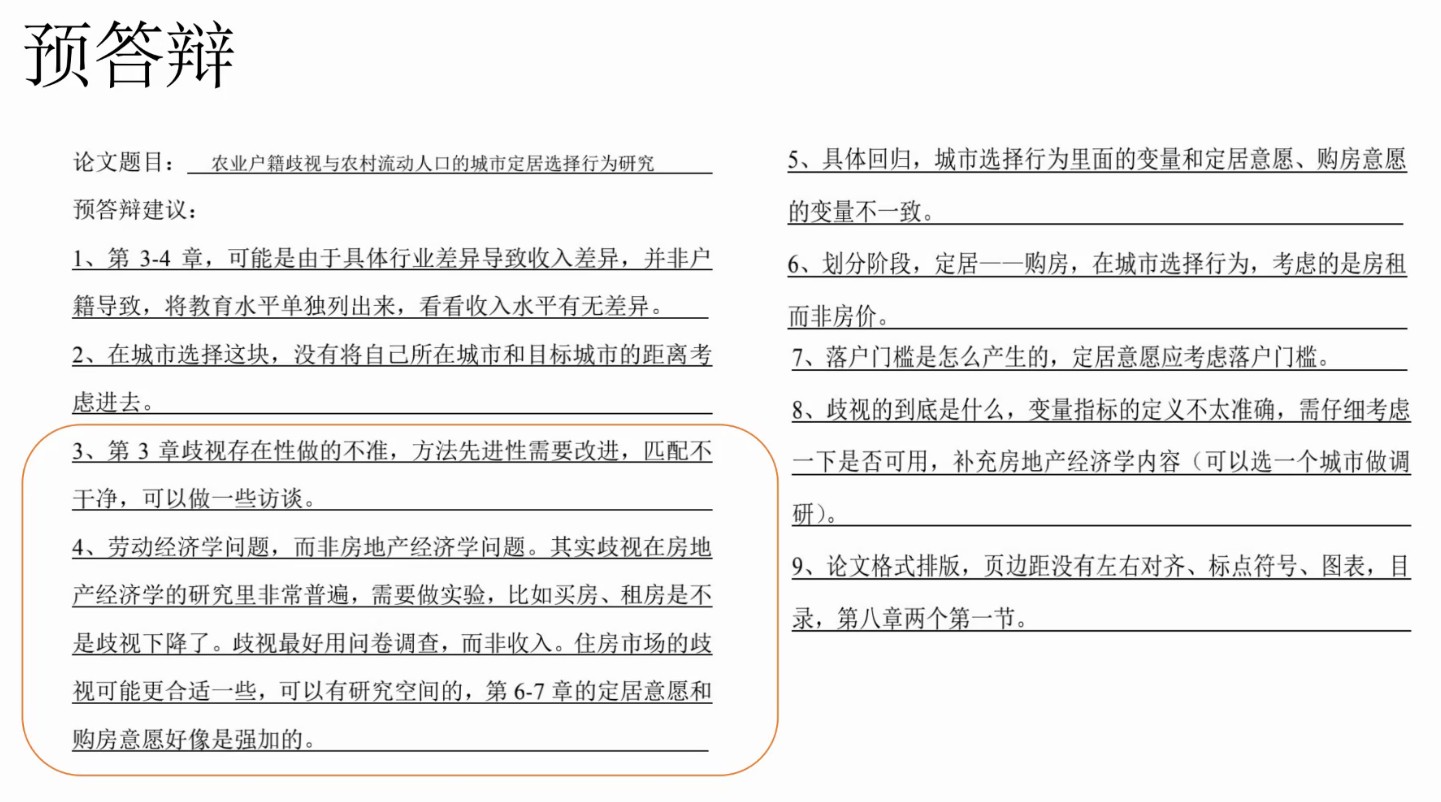 预答辩
论文题目： 农业户籍歧视与农村流动人口的城市定居选择行为研究
预答辩建议：
1、第 3-4 章，可能是由于具体行业差异导致收入差异，并非户
籍导致，将教育水平单独列出来，看看收入水平有无差异。
2、在城市选择这块，没有将自己所在城市和目标城市的距离考
虑进去。
3、第 3 章歧视存在性做的不准，方法先进性需要改进，匹配不
干净，可以做一些访谈。
4、劳动经济学问题，而非房地产经济学问题。其实歧视在房地
产经济学的研究里非常普遍，需要做实验，比如买房、租房是不
是歧视下降了。歧视最好用问卷调查，而非收入。住房市场的歧
视可能更合适一些，可以有研究空间的，第 6-7 章的定居意愿和
购房意愿好像是强加的。
5、具体回归，城市选择行为里面的变量和定居意愿、购房意愿
的变量不一致。
6、划分阶段，定居——购房，在城市选择行为，考虑的是房租
而非房价。
7、落户门槛是怎么产生的，定居意愿应考虑落户门槛。
8、歧视的到底是什么，变量指标的定义不太准确，需仔细考虑
一下是否可用，补充房地产经济学内容（可以选一个城市做调
研）。
9、论文格式排版，页边距没有左右对齐、标点符号、图表，目
录，第八章两个第一节。